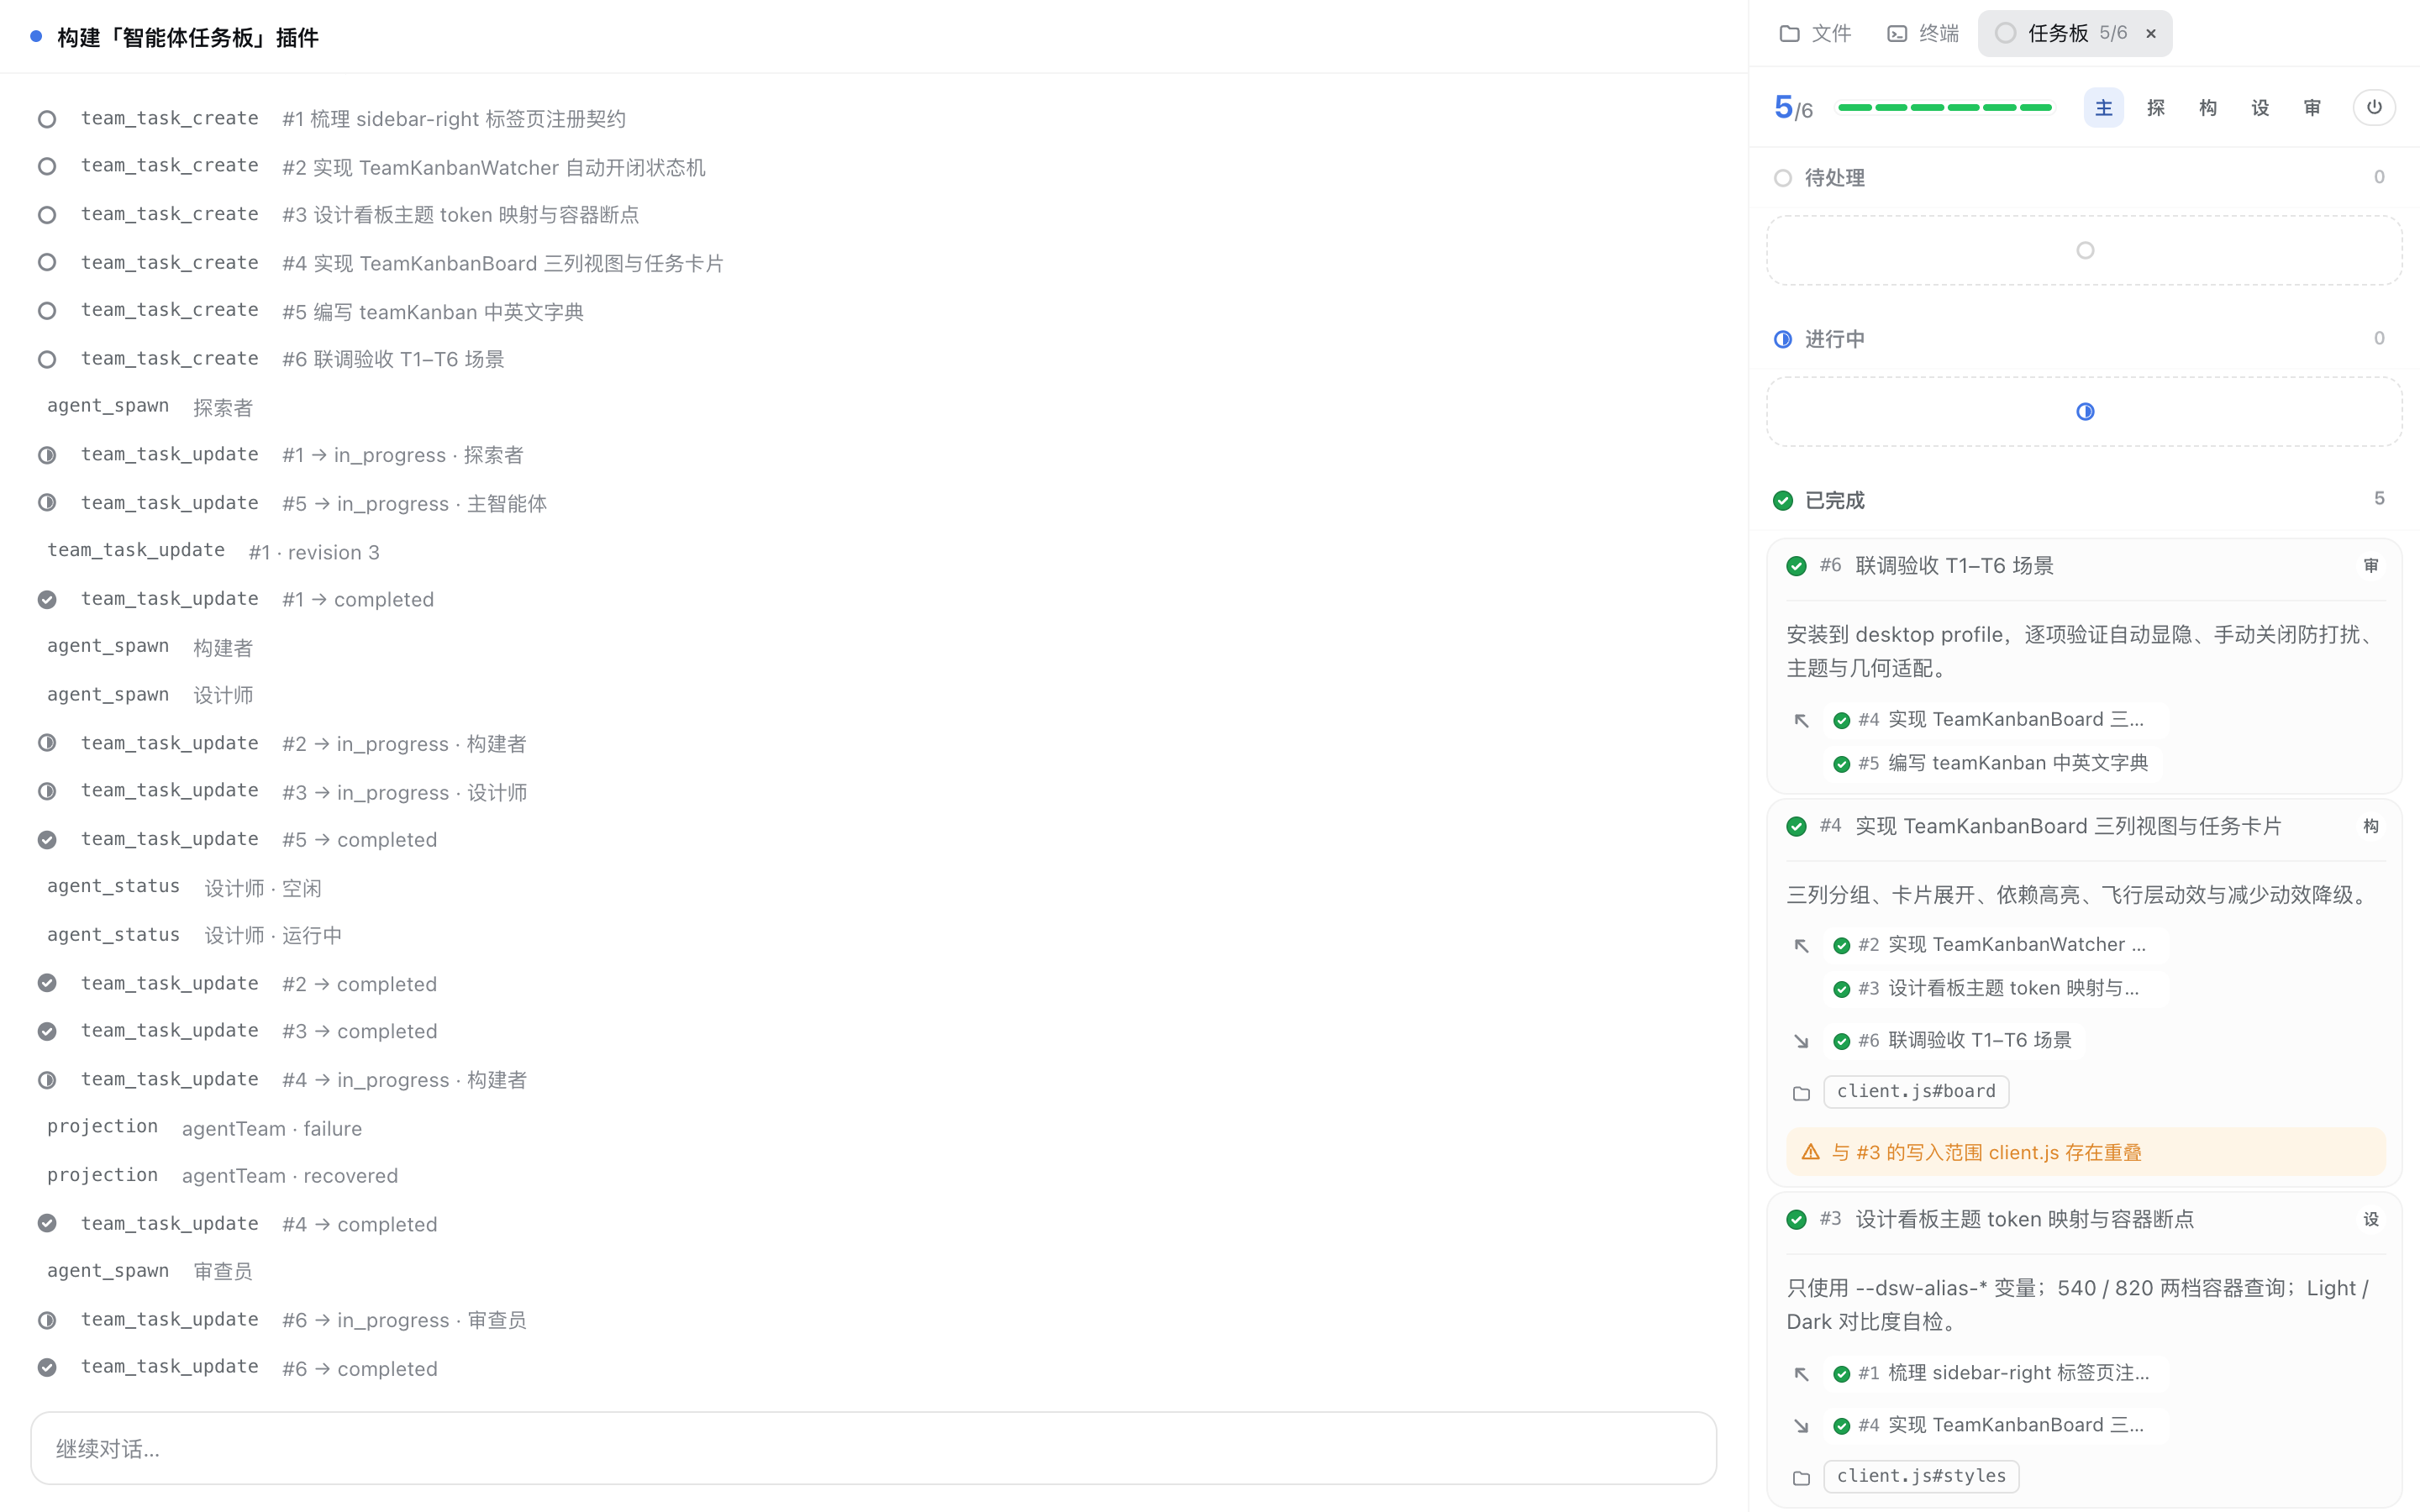 构建「智能体任务板」插件
team_task_create #1 梳理 sidebar-right 标签页注册契约
team_task_create #2 实现 TeamKanbanWatcher 自动开闭状态机
team_task_create #3 设计看板主题 token 映射与容器断点
team_task_create #4 实现 TeamKanbanBoard 三列视图与任务卡片
team_task_create #5 编写 teamKanban 中英文字典
team_task_create #6 联调验收 T1–T6 场景
agent_spawn 探索者
team_task_update #1 → in_progress · 探索者
team_task_update #5 → in_progress · 主智能体
team_task_update #1 · revision 3
team_task_update #1 → completed
agent_spawn 构建者
agent_spawn 设计师
team_task_update #2 → in_progress · 构建者
team_task_update #3 → in_progress · 设计师
team_task_update #5 → completed
agent_status 设计师 · 空闲
agent_status 设计师 · 运行中
team_task_update #2 → completed
team_task_update #3 → completed
team_task_update #4 → in_progress · 构建者
projection agentTeam · failure
projection agentTeam · recovered
team_task_update #4 → completed
agent_spawn 审查员
team_task_update #6 → in_progress · 审查员
team_task_update #6 → completed
继续对话...
文件 终端 任务板 5/6 ×
5/6 主 探 构 设 审
待处理 0
进行中 0
已完成 5
#6 联调验收 T1–T6 场景 审
安装到 desktop profile，逐项验证自动显隐、手动关闭防打扰、
主题与几何适配。
#4 实现 TeamKanbanBoard 三...
#5 编写 teamKanban 中英文字典
#4 实现 TeamKanbanBoard 三列视图与任务卡片 构
三列分组、卡片展开、依赖高亮、飞行层动效与减少动效降级。
#2 实现 TeamKanbanWatcher ...
#3 设计看板主题 token 映射与...
#6 联调验收 T1–T6 场景
client.js#board
与 #3 的写入范围 client.js 存在重叠
#3 设计看板主题 token 映射与容器断点 设
只使用 --dsw-alias-* 变量；540 / 820 两档容器查询；Light /
Dark 对比度自检。
#1 梳理 sidebar-right 标签页注...
#4 实现 TeamKanbanBoard 三...
client.js#styles